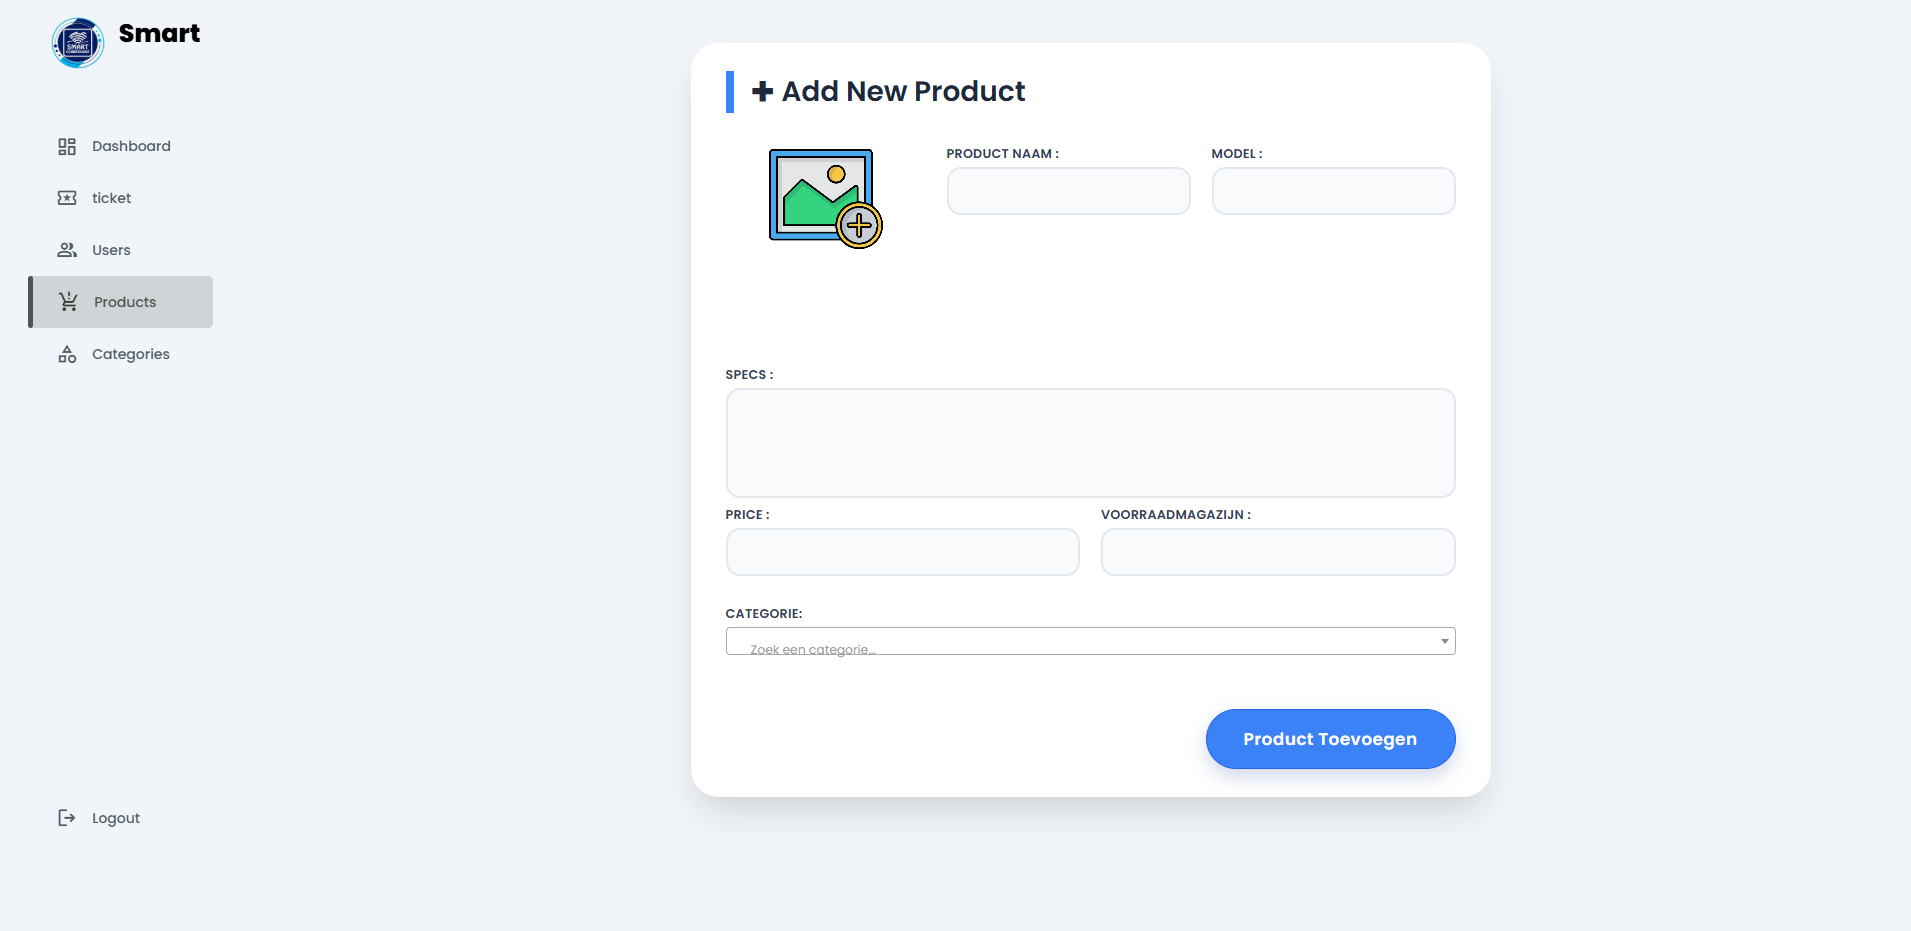 Smart
SMART
Dashboard
ticket
Users
Products
Categories
Logout
Add New Product
PRODUCT NAAM :
MODEL :
SPECS :
PRICE :
VOORRAADMAGAZIJN :
CATEGORIE:
Zoek een categorie...
Product Toevoegen